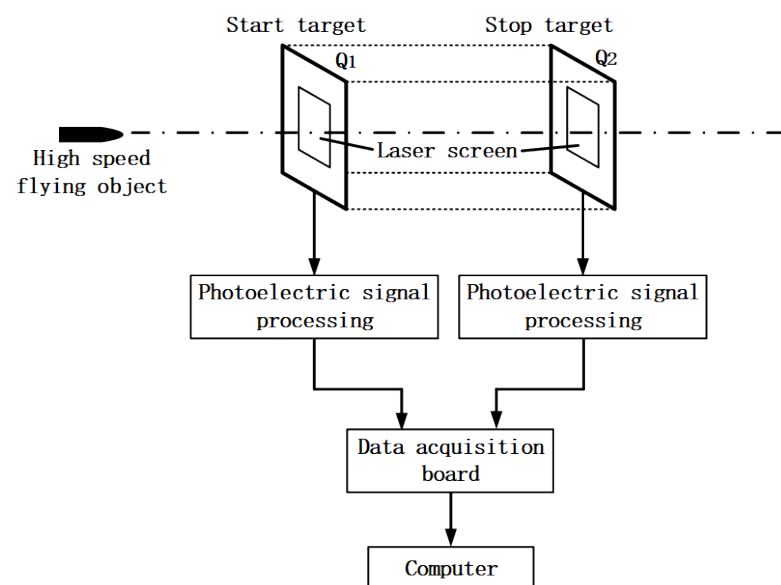 Start target
Stop target
Q1
Q2
Laser screen
High speed
flying object
Photoelectric signal
processing
Photoelectric signal
processing
Data acquisition
board
Computer